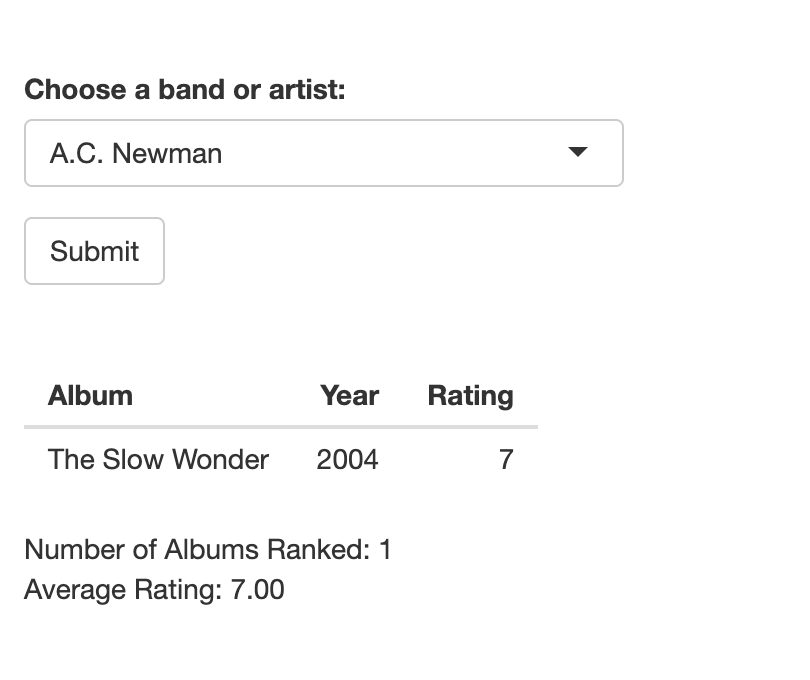 Choose a band or artist:
A.C. Newman
Submit
Album Year Rating
The Slow Wonder 2004 7
Number of Albums Ranked: 1
Average Rating: 7.00